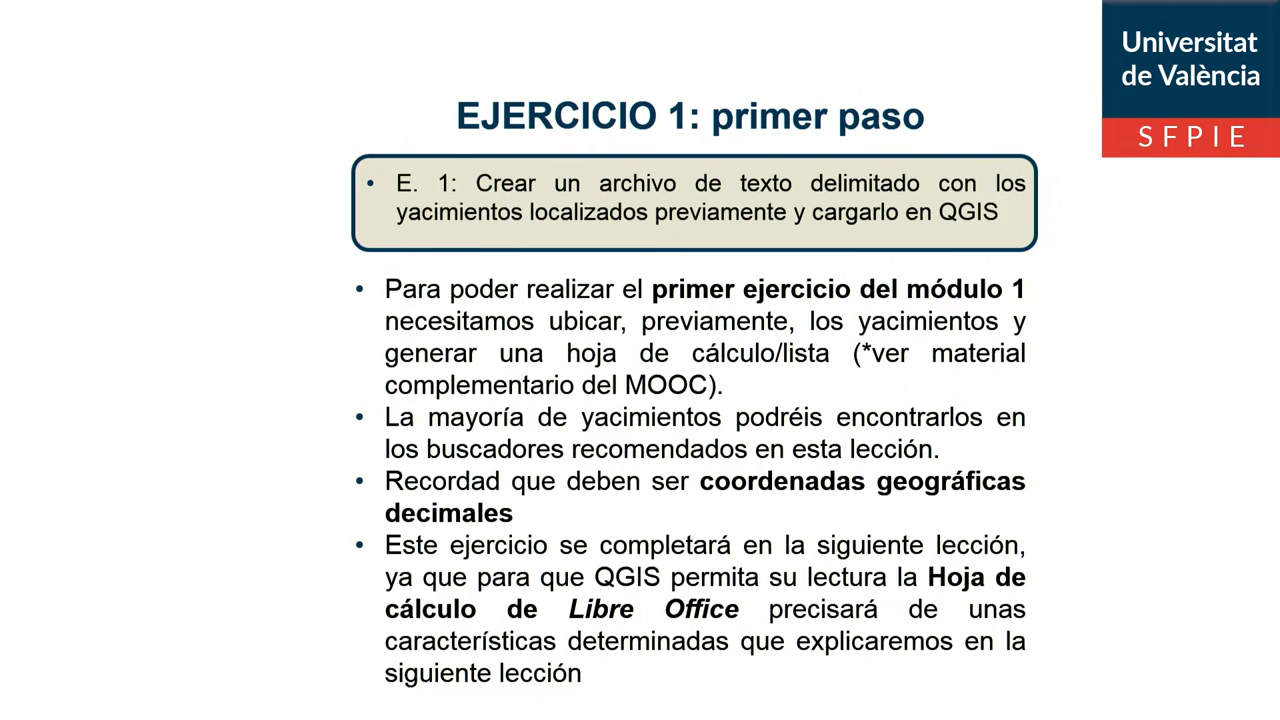 Universitat
de València
SFPIE
EJERCICIO 1: primer paso
• E. 1: Crear un archivo de texto delimitado con los
yacimientos localizados previamente y cargarlo en QGIS
• Para poder realizar el primer ejercicio del módulo 1
necesitamos ubicar, previamente, los yacimientos y
generar una hoja de cálculo/lista (*ver material
complementario del MOOC).
• La mayoría de yacimientos podréis encontrarlos en
los buscadores recomendados en esta lección.
• Recordad que deben ser coordenadas geográficas
decimales
• Este ejercicio se completará en la siguiente lección,
ya que para que QGIS permita su lectura la Hoja de
cálculo de Libre Office precisará de unas
características determinadas que explicaremos en la
siguiente lección